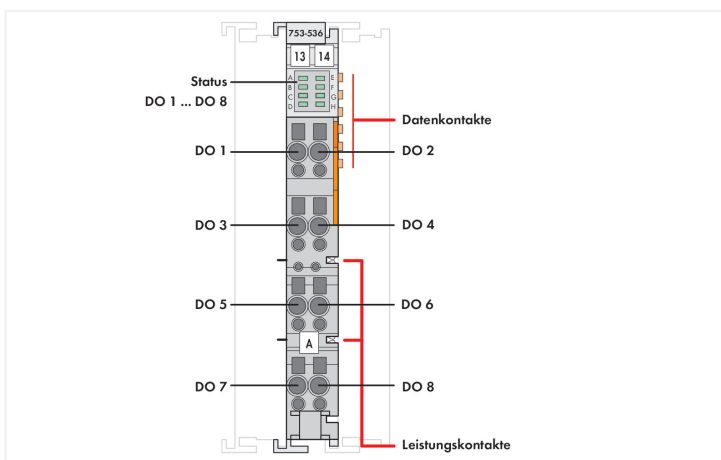 753-536
13 14
Status
DO 1 ... DO 8
A E
B F
C G
D H
Datenkontakte
DO 1 DO 2
DO 3 DO 4
DO 5 DO 6
A
DO 7 DO 8
Leistungskontakte